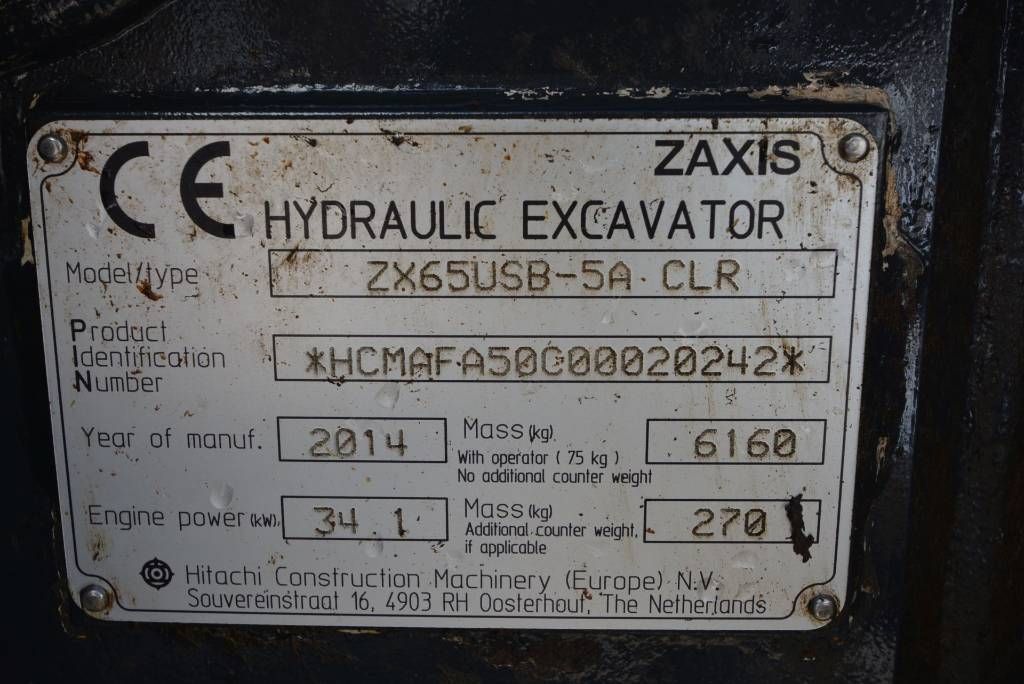 CE ZAXIS
HYDRAULIC EXCAVATOR
Model/type ZX65USB-5A CLR
Product
Identification
Number *HCMAFA50C00020242*
Year of manuf. 2014 Mass (kg) 6160
With operator ( 75 kg )
No additional counter weight
Engine power (kW) 34.1 Mass (kg) 270
Additional counter weight,
if applicable
Hitachi Construction Machinery (Europe) N.V.
Souvereinstraat 16, 4903 RH Oosterhout, The Netherlands